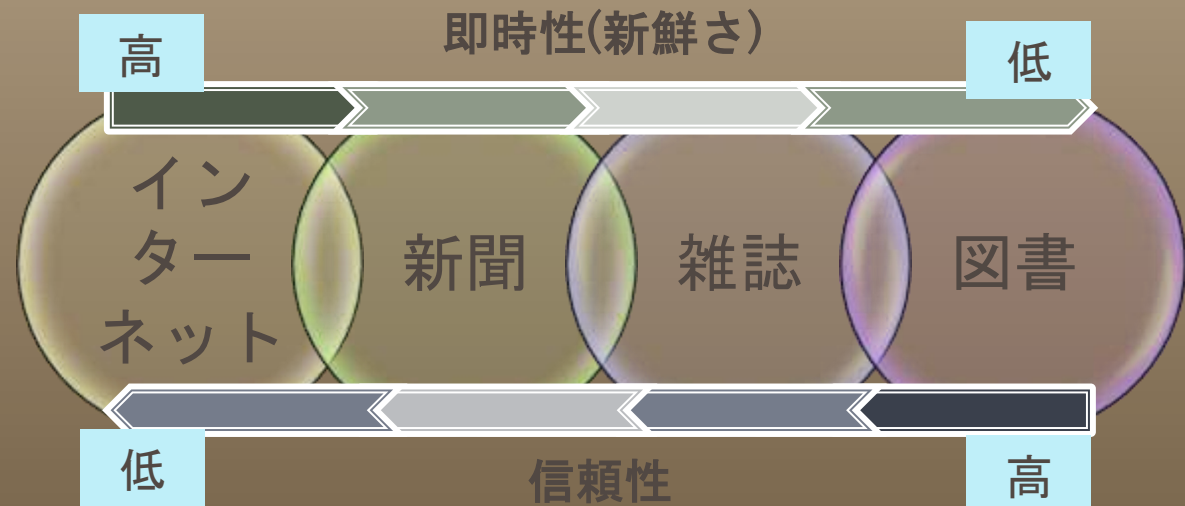 即時性(新鮮さ)
高
低
イン
ター
ネット
新聞
雑誌
図書
低
信頼性
高